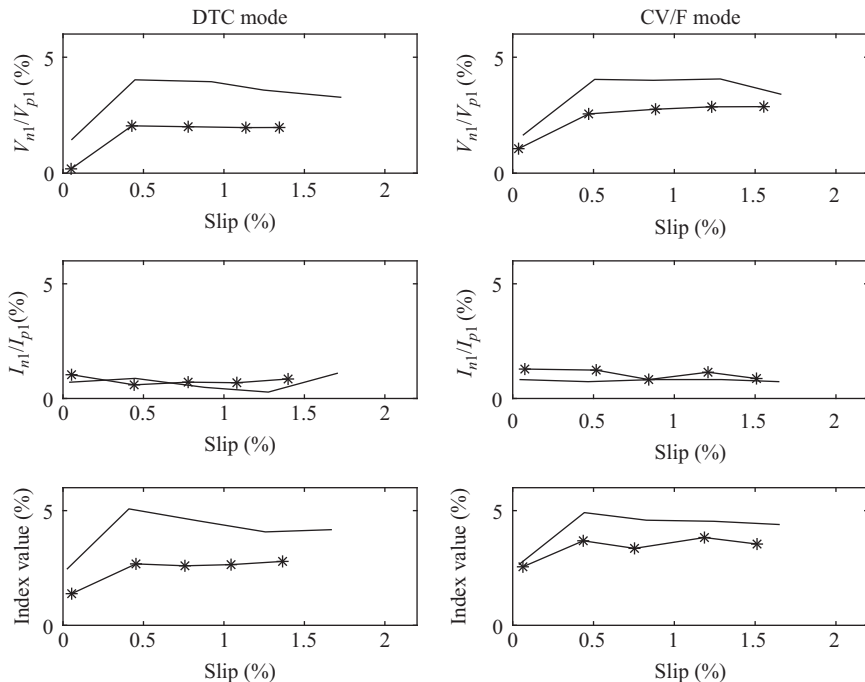 DTC mode
5
0
V_{n1}/V_{p1} (%)
0 0.5 1 1.5 2
Slip (%)
CV/F mode
5
0
V_{n1}/V_{p1} (%)
0 0.5 1 1.5 2
Slip (%)
5
0
I_{n1}/I_{p1}(%)
0 0.5 1 1.5 2
Slip (%)
5
0
I_{n1}/I_{p1} (%)
0 0.5 1 1.5 2
Slip (%)
5
0
Index value (%)
0 0.5 1 1.5 2
Slip (%)
5
0
Index value (%)
0 0.5 1 1.5 2
Slip (%)